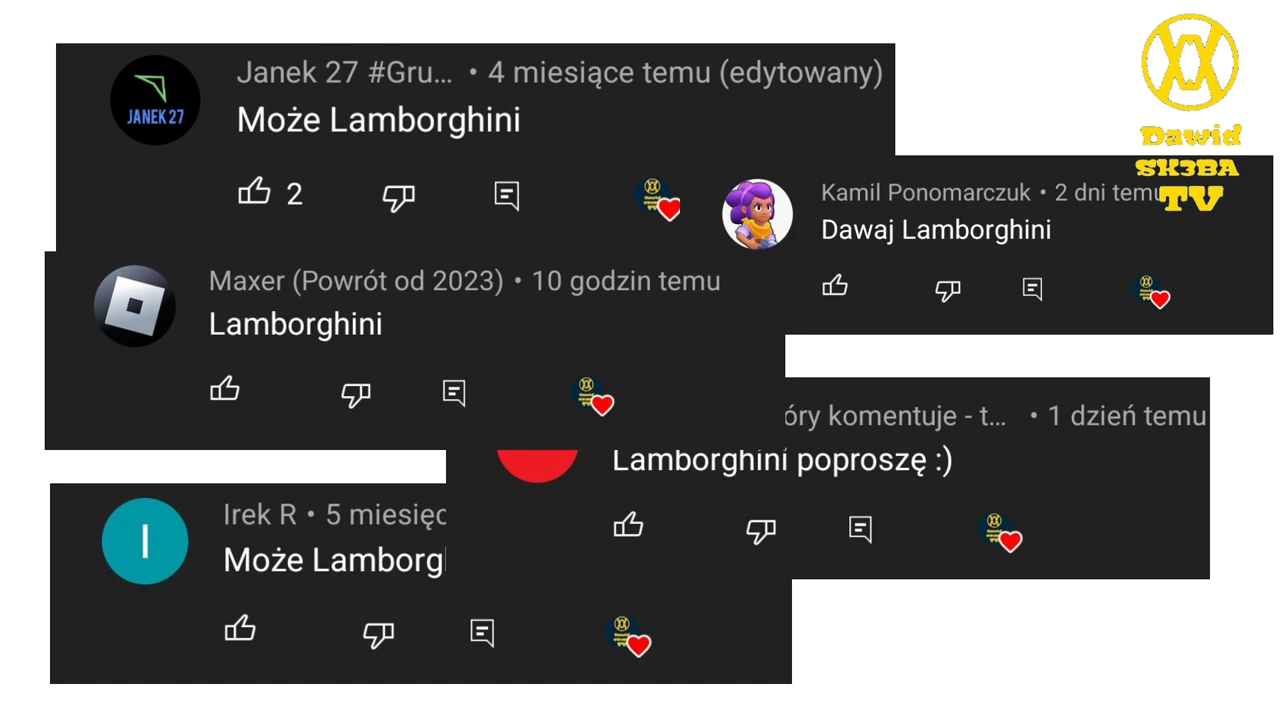 Janek 27 #Gru... • 4 miesiące temu (edytowany)
Może Lamborghini
JANEK 27
2
Dawid
SK3BA
TV
Kamil Ponomarczuk • 2 dni temu
Dawaj Lamborghini
Maxer (Powrót od 2023) • 10 godzin temu
Lamborghini
óry komentuje - t... • 1 dzień temu
Lamborghini poproszę :)
I
Irek R • 5 miesięc
Może Lamborg